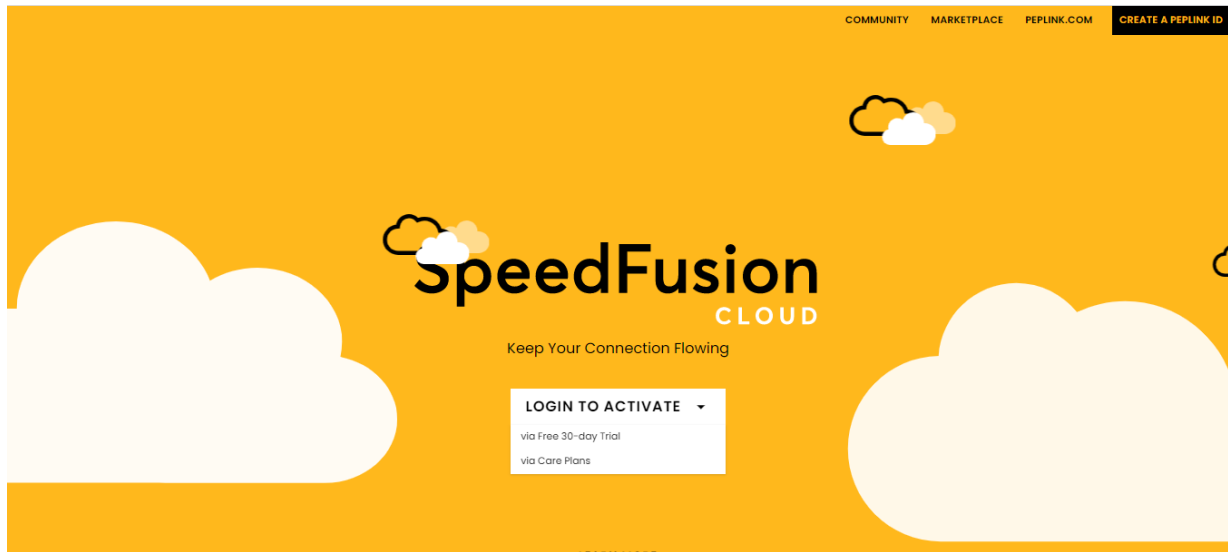 COMMUNITY MARKETPLACE PEPLINK.COM CREATE A PEPLINK ID
SpeedFusion
CLOUD
Keep Your Connection Flowing
LOGIN TO ACTIVATE
via Free 30-day Trial
via Care Plans